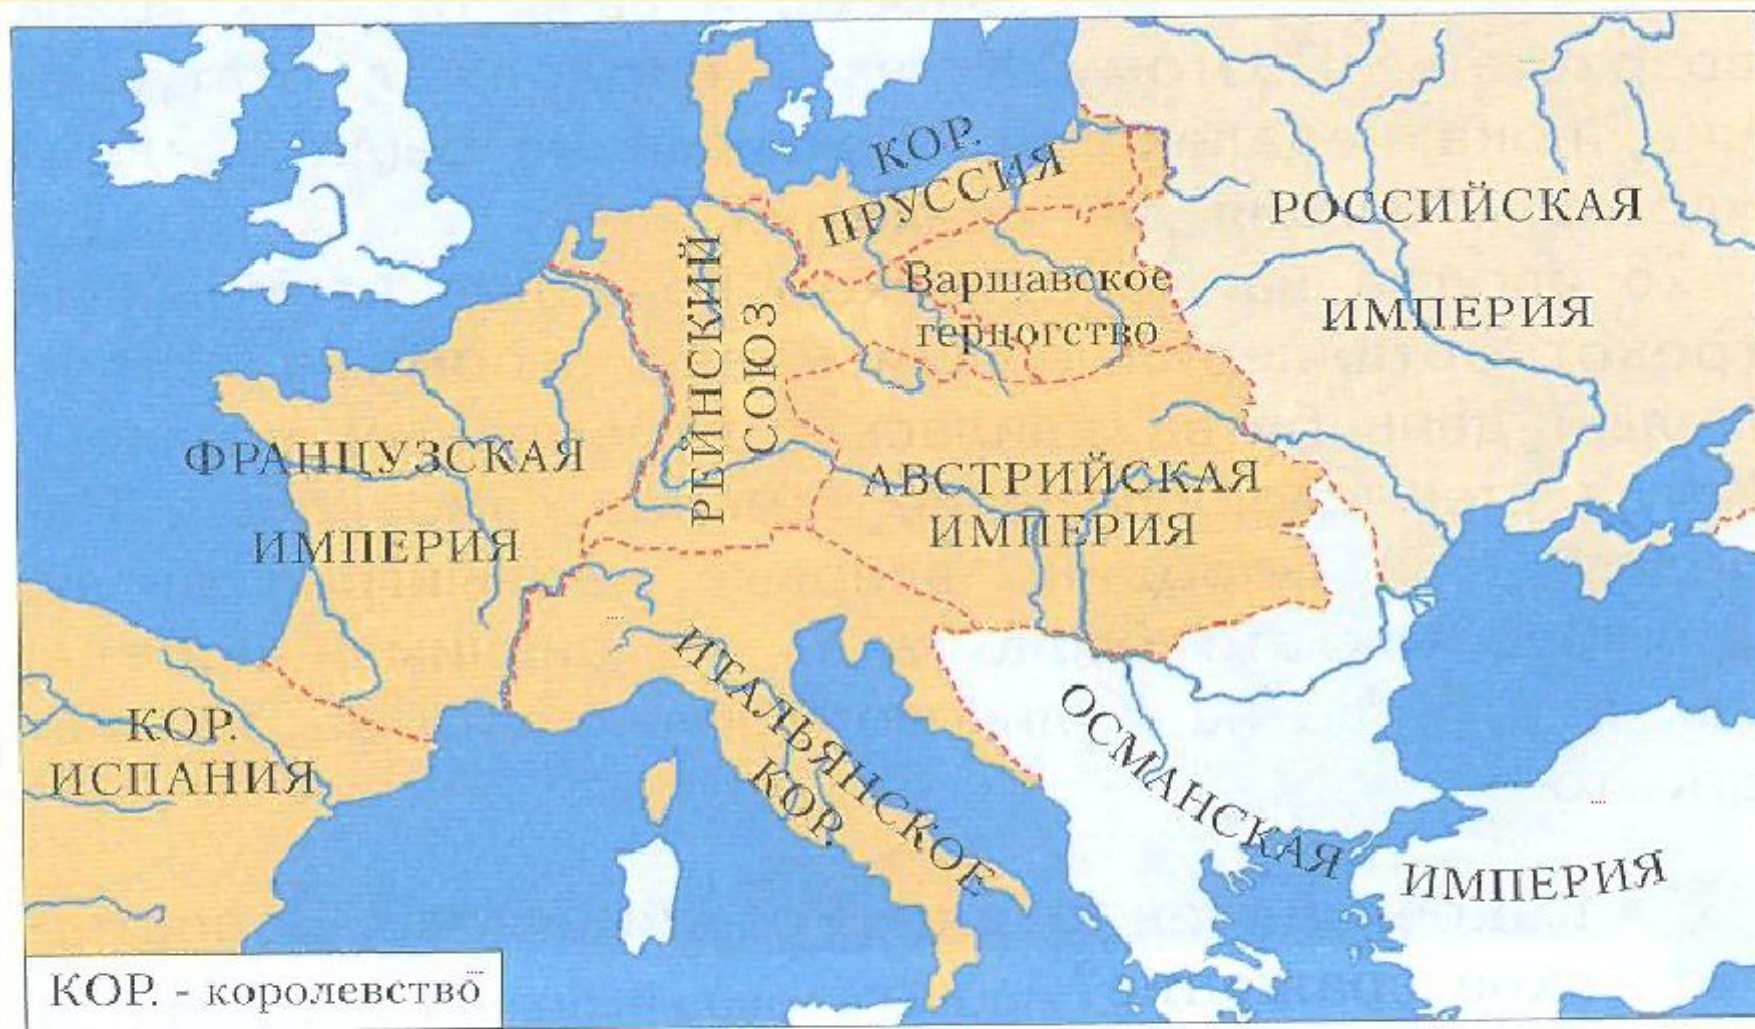 КОР.
ПРУССИЯ
РОССИЙСКАЯ
ИМПЕРИЯ
РЕЙНСКИЙ
СОЮЗ
Варшавское
герцогство
ФРАНЦУЗСКАЯ
ИМПЕРИЯ
АВСТРИЙСКАЯ
ИМПЕРИЯ
КОР.
ИСПАНИЯ
ИТАЛЬЯНСКОЕ
КОР.
ОСМАНСКАЯ
ИМПЕРИЯ
КОР. - королевство